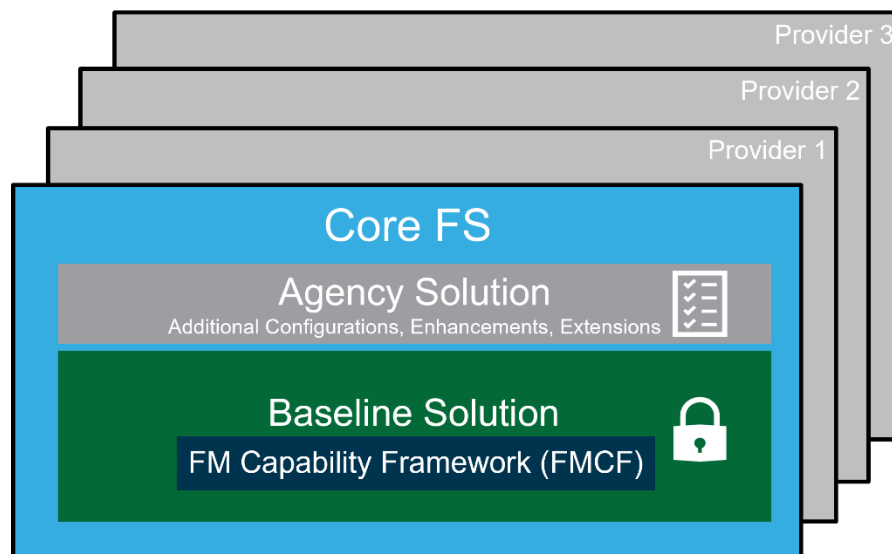 Provider 3
Provider 2
Provider 1
Core FS
Agency Solution
Additional Configurations, Enhancements, Extensions
Baseline Solution
FM Capability Framework (FMCF)